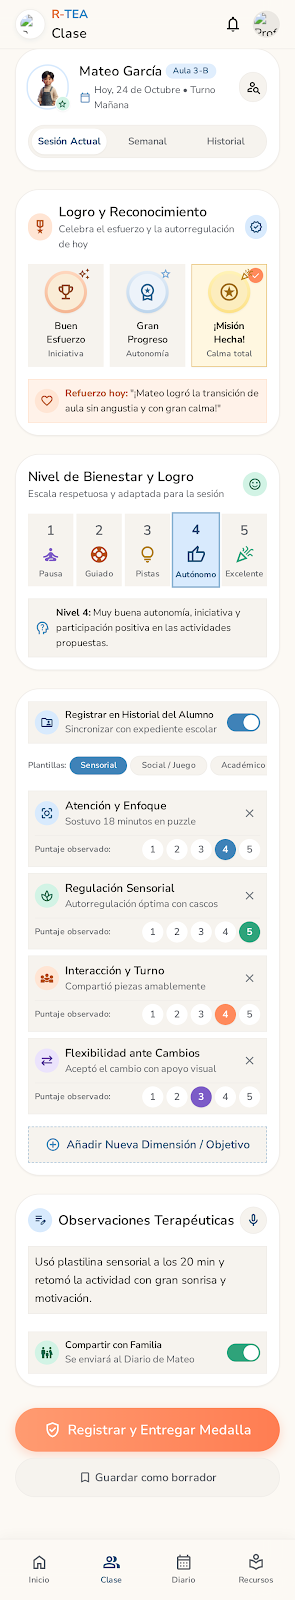 R-TEA
Clase
Mateo García
Aula 3-B
Hoy, 24 de Octubre • Turno
Mañana
Sesión Actual
Semanal
Historial
Logro y Reconocimiento
Celebra el esfuerzo y la autorregulación
de hoy
Buen
Esfuerzo
Iniciativa
Gran
Progreso
Autonomía
¡Misión
Hecha!
Calma total
Refuerzo hoy: "¡Mateo logró la transición de
aula sin angustia y con gran calma!"
Nivel de Bienestar y Logro
Escala respetuosa y adaptada para la sesión
1
Pausa
2
Guiado
3
Pistas
4
Autónomo
5
Excelente
Nivel 4: Muy buena autonomía, iniciativa y
participación positiva en las actividades
propuestas.
Registrar en Historial del Alumno
Sincronizar con expediente escolar
Plantillas:
Sensorial
Social / Juego
Académico
Atención y Enfoque
Sostuvo 18 minutos en puzzle
Puntaje observado: 1 2 3 4 5
Regulación Sensorial
Autorregulación óptima con cascos
Puntaje observado: 1 2 3 4 5
Interacción y Turno
Compartió piezas amablemente
Puntaje observado: 1 2 3 4 5
Flexibilidad ante Cambios
Aceptó el cambio con apoyo visual
Puntaje observado: 1 2 3 4 5
Añadir Nueva Dimensión / Objetivo
Observaciones Terapéuticas
Usó plastilina sensorial a los 20 min y
retomó la actividad con gran sonrisa y
motivación.
Compartir con Familia
Se enviará al Diario de Mateo
Registrar y Entregar Medalla
Guardar como borrador
Inicio
Clase
Diario
Recursos